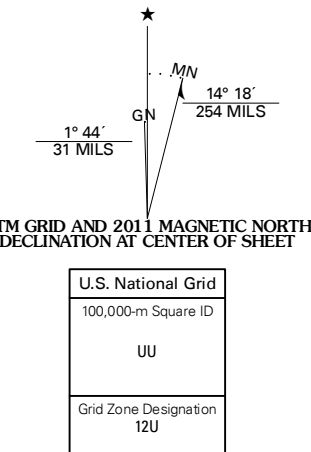 ★
MN
GN
14° 18´
254 MILS
1° 44´
31 MILS
TM GRID AND 2011 MAGNETIC NORTH
DECLINATION AT CENTER OF SHEET
U.S. National Grid
100,000-m Square ID
UU
Grid Zone Designation
12U